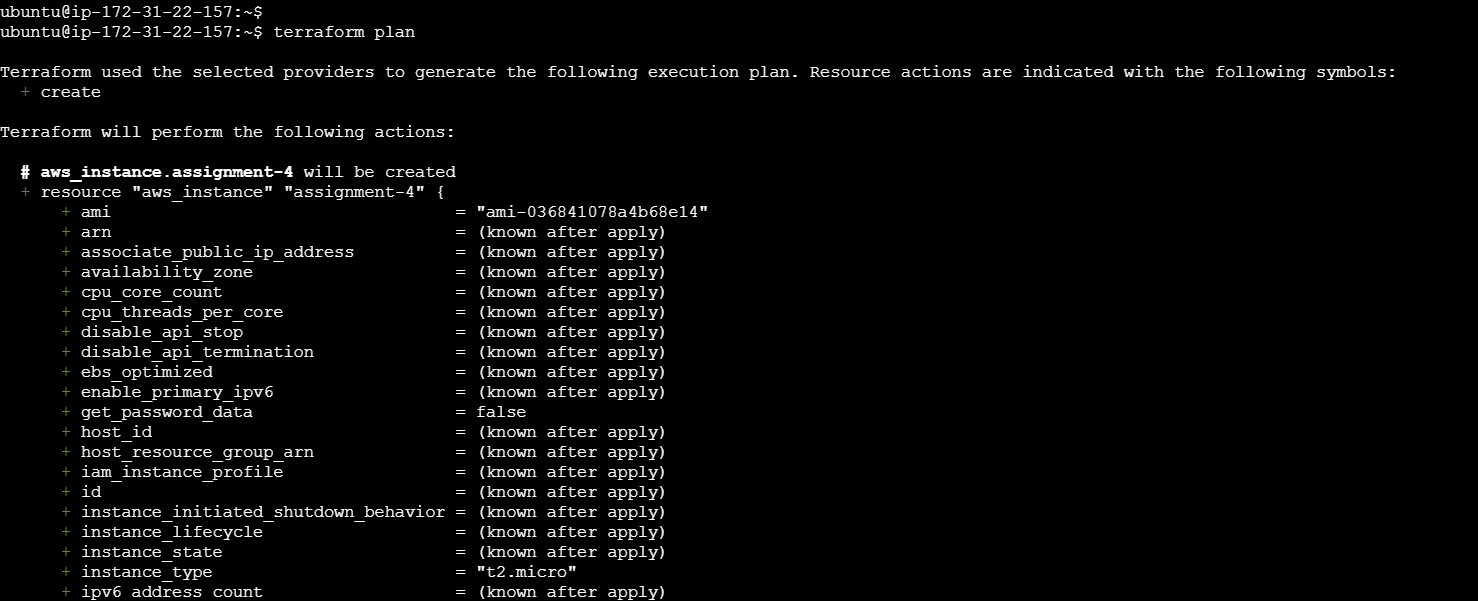 ubuntu@ip-172-31-22-157:~$
ubuntu@ip-172-31-22-157:~$ terraform plan
Terraform used the selected providers to generate the following execution plan. Resource actions are indicated with the following symbols:
+ create
Terraform will perform the following actions:
# aws_instance.assignment-4 will be created
+ resource "aws_instance" "assignment-4" {
+ ami = "ami-036841078a4b68e14"
+ arn = (known after apply)
+ associate_public_ip_address = (known after apply)
+ availability_zone = (known after apply)
+ cpu_core_count = (known after apply)
+ cpu_threads_per_core = (known after apply)
+ disable_api_stop = (known after apply)
+ disable_api_termination = (known after apply)
+ ebs_optimized = (known after apply)
+ enable_primary_ipv6 = (known after apply)
+ get_password_data = false
+ host_id = (known after apply)
+ host_resource_group_arn = (known after apply)
+ iam_instance_profile = (known after apply)
+ id = (known after apply)
+ instance_initiated_shutdown_behavior = (known after apply)
+ instance_lifecycle = (known after apply)
+ instance_state = (known after apply)
+ instance_type = "t2.micro"
+ ipv6_address_count = (known after apply)